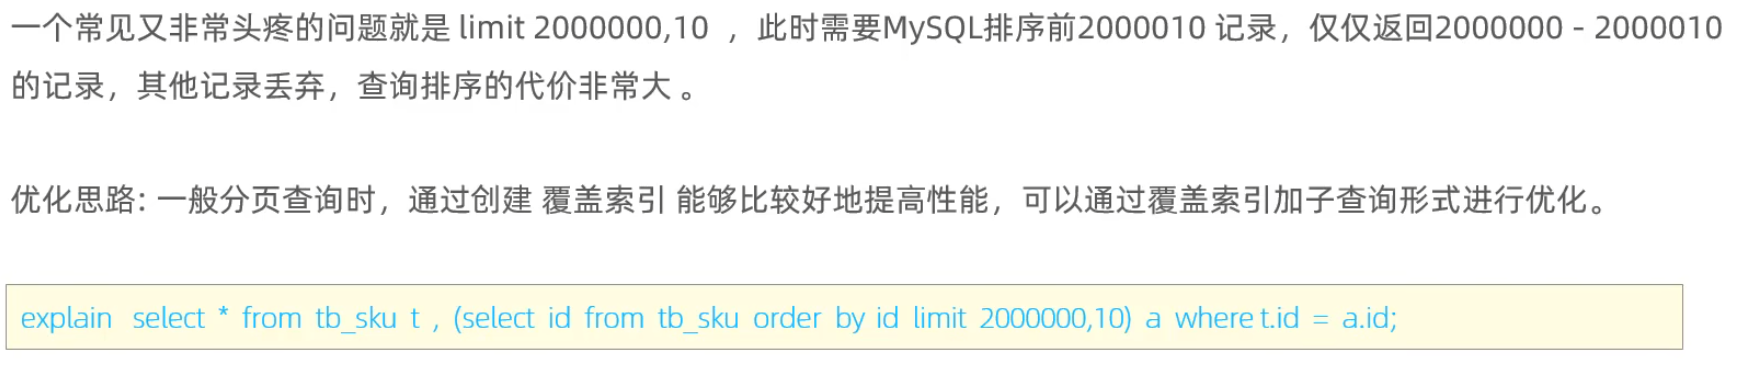 一个常见又非常头疼的问题就是 limit 2000000,10 ，此时需要MySQL排序前2000010 记录，仅仅返回2000000 - 2000010
的记录，其他记录丢弃，查询排序的代价非常大 。
优化思路: 一般分页查询时，通过创建 覆盖索引 能够比较好地提高性能，可以通过覆盖索引加子查询形式进行优化。
explain select * from tb_sku t , (select id from tb_sku order by id limit 2000000,10) a where t.id = a.id;